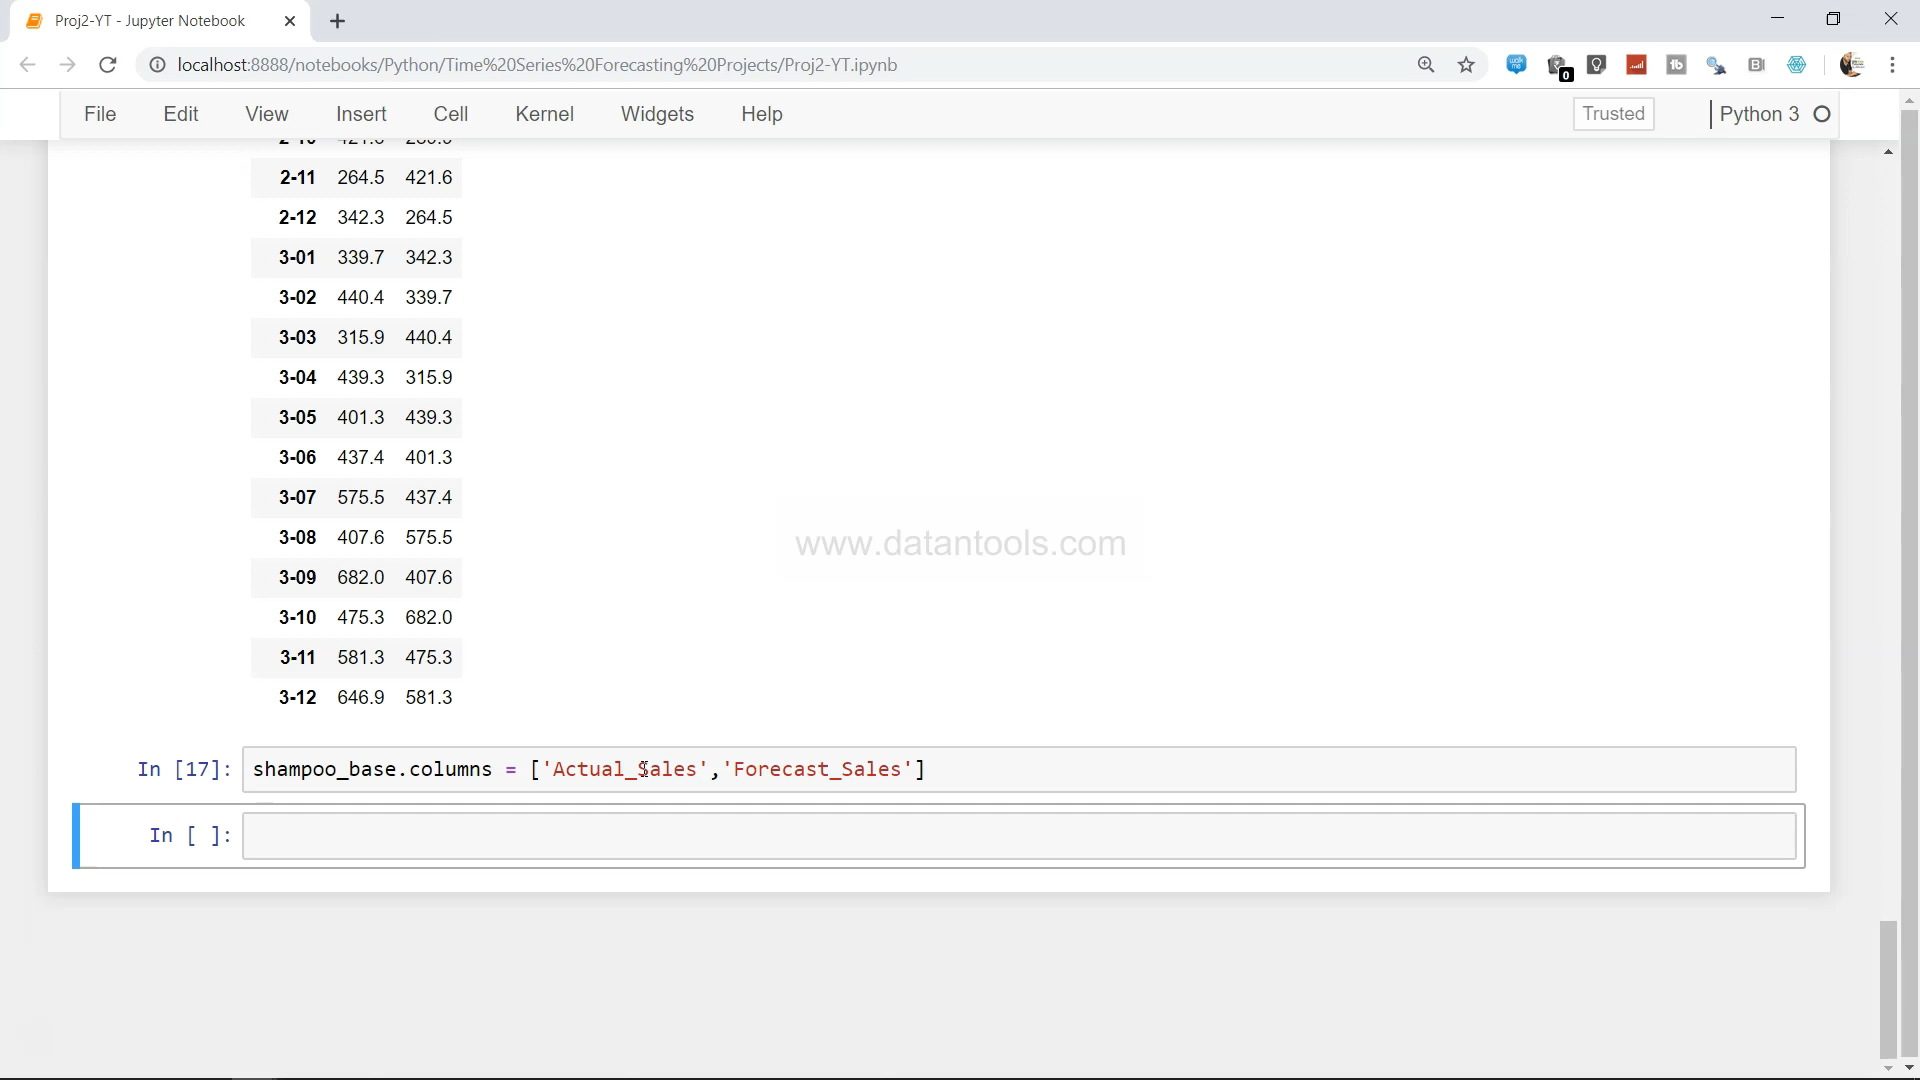 Proj2-YT - Jupyter Notebook
localhost:8888/notebooks/Python/Time%20Series%20Forecasting%20Projects/Proj2-YT.ipynb
File Edit View Insert Cell Kernel Widgets Help Trusted Python 3
2-11 264.5 421.6
2-12 342.3 264.5
3-01 339.7 342.3
3-02 440.4 339.7
3-03 315.9 440.4
3-04 439.3 315.9
3-05 401.3 439.3
3-06 437.4 401.3
3-07 575.5 437.4
3-08 407.6 575.5
www.datantools.com
3-09 682.0 407.6
3-10 475.3 682.0
3-11 581.3 475.3
3-12 646.9 581.3
In [17]: shampoo_base.columns = ['Actual_Sales','Forecast_Sales']
In [ ]: